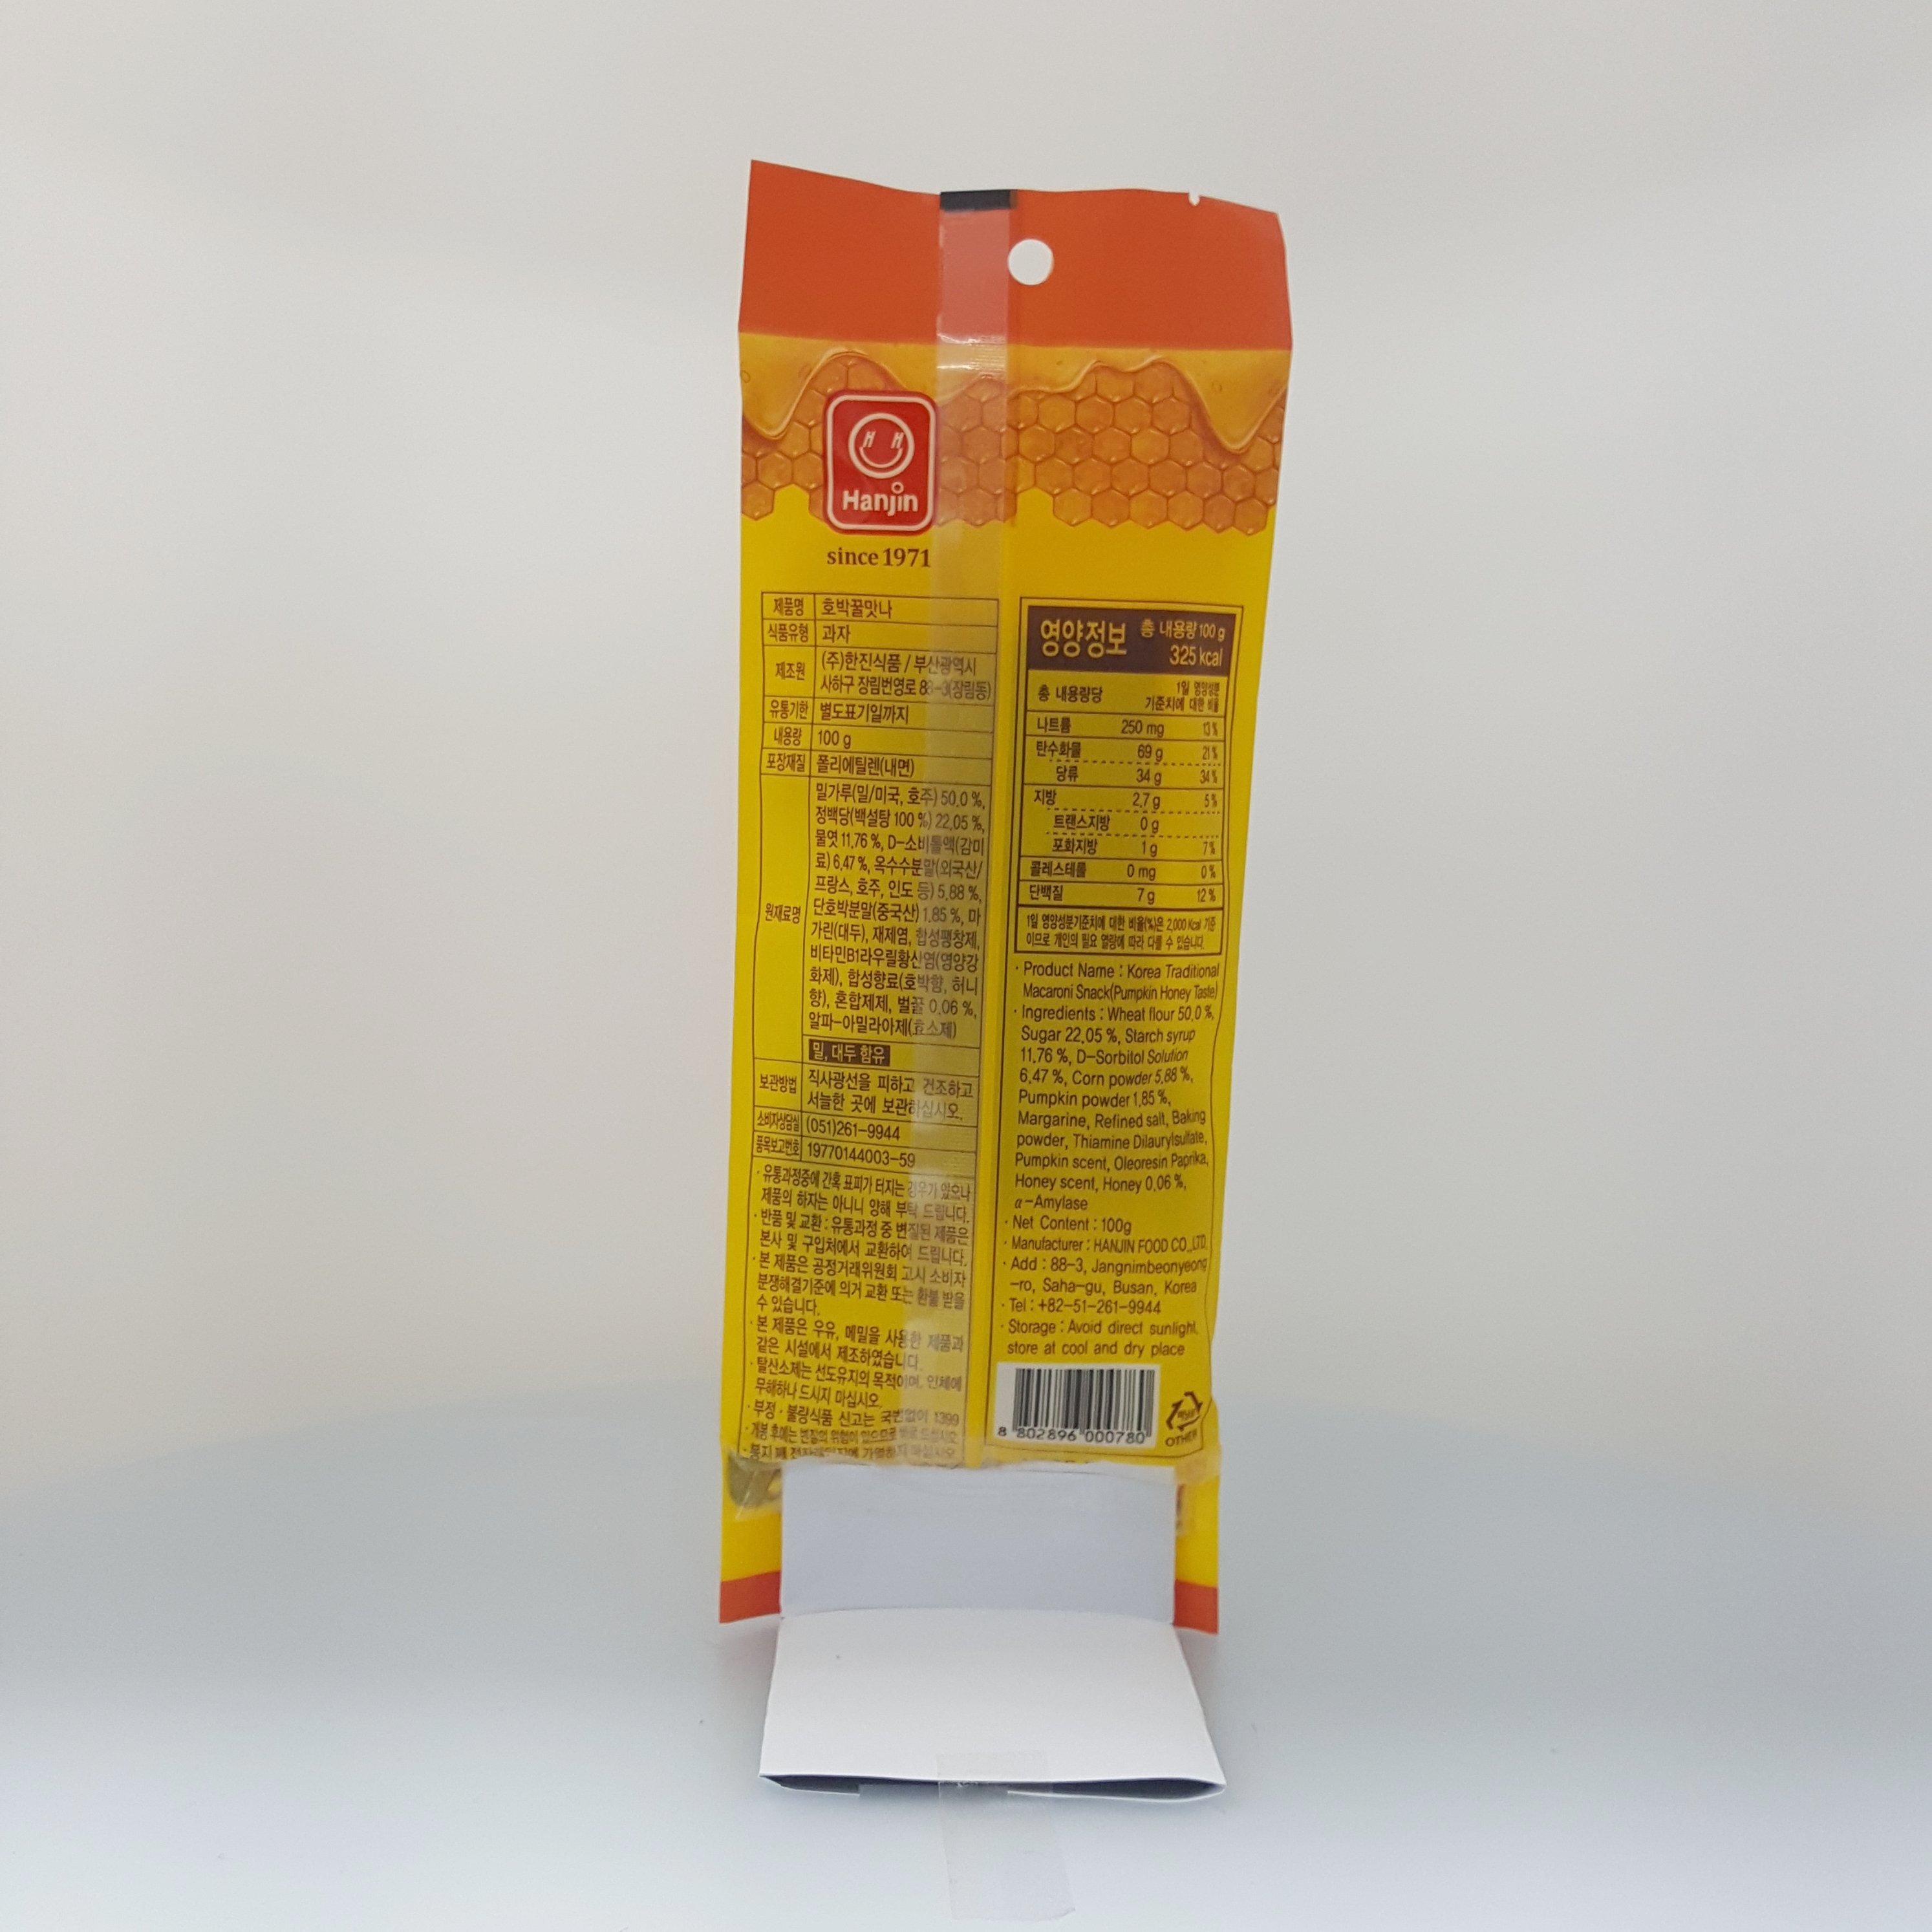 Hanjin
since 1971
제품명 호박꿀맛나
식품유형 과자
제조원 (주)한진식품 / 부산광역시
사하구 장림번영로 88-3(장림동)
유통기한 별도표기일까지
내용량 100 g
포장재질 폴리에틸렌(내면)
원재료명
밀가루(밀/미국, 호주) 50.0 %,
정백당(백설탕 100 %) 22.05 %,
물엿 11.76 %, D-소비톨액(감미
료) 6.47 %, 옥수수분말(외국산/
프랑스, 호주, 인도 등) 5.88 %,
단호박분말(중국산) 1.85 %, 마
가린(대두), 재제염, 합성팽창제,
비타민B1라우릴황산염(영양강
화제), 합성향료(호박향, 허니
향), 혼합제제, 벌꿀 0.06 %,
알파-아밀라아제(효소제)
밀, 대두 함유
보관방법 직사광선을 피하고 건조하고
서늘한 곳에 보관하십시오.
소비자상담실 (051)261-9944
품목보고번호 19770144003-59
· 유통과정중에 간혹 표피가 터지는 경우가 있으나
제품의 하자는 아니니 양해 부탁 드립니다.
· 반품 및 교환 : 유통과정 중 변질된 제품은
본사 및 구입처에서 교환하여 드립니다.
· 본 제품은 공정거래위원회 고시 소비자
분쟁해결기준에 의거 교환 또는 환불 받을
수 있습니다.
· 본 제품은 우유, 메밀을 사용한 제품과
같은 시설에서 제조하였습니다.
· 탈산소제는 선도유지의 목적이며, 인체에
무해하나 드시지 마십시오.
· 부정 · 불량식품 신고는 국번없이 1399
· 개봉 후에는 변질의 위험이 있으므로 바로 드십시오.
영양정보 총 내용량 100 g
325 kcal
총 내용량당 1일 영양성분
기준치에 대한 비율
나트륨 250 mg 13 %
탄수화물 69 g 21 %
당류 34 g 34 %
지방 2.7 g 5 %
트랜스지방 0 g
포화지방 1 g 7 %
콜레스테롤 0 mg 0 %
단백질 7 g 12 %
1일 영양성분기준치에 대한 비율(%)은 2,000 Kcal 기준
이므로 개인의 필요 열량에 따라 다를 수 있습니다.
· Product Name : Korea Traditional
Macaroni Snack(Pumpkin Honey Taste)
· Ingredients : Wheat flour 50.0 %,
Sugar 22.05 %, Starch syrup
11.76 %, D-Sorbitol Solution
6.47 %, Corn powder 5.88 %,
Pumpkin powder 1.85 %,
Margarine, Refined salt, Baking
powder, Thiamine Dilaurylsulfate,
Pumpkin scent, Oleoresin Paprika,
Honey scent, Honey 0.06 %,
α-Amylase
· Net Content : 100g
· Manufacturer : HANJIN FOOD CO.,LTD.
· Add : 88-3, Jangnimbeonyeong
-ro, Saha-gu, Busan, Korea
· Tel : +82-51-261-9944
· Storage : Avoid direct sunlight,
store at cool and dry place
8 802896 000780
OTHER